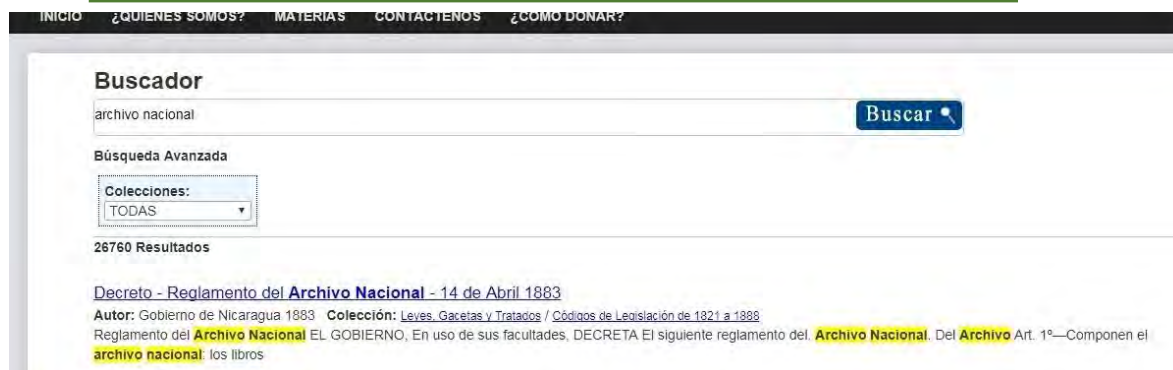 INICIO ¿QUIENES SOMOS? MATERIAS CONTACTENOS ¿COMO DONAR?
Buscador
archivo nacional
Buscar
Búsqueda Avanzada
Colecciones:
TODAS
26760 Resultados
Decreto - Reglamento del Archivo Nacional - 14 de Abril 1883
Autor: Gobierno de Nicaragua 1883 Colección: Leyes, Gacetas y Tratados / Códigos de Legislación de 1821 a 1888
Reglamento del Archivo Nacional EL GOBIERNO, En uso de sus facultades, DECRETA El siguiente reglamento del. Archivo Nacional. Del Archivo Art. 1º—Componen el
archivo nacional: los libros